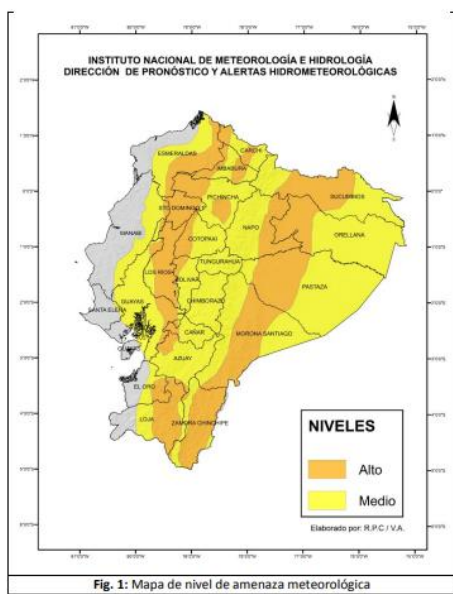 INSTITUTO NACIONAL DE METEOROLOGÍA E HIDROLOGÍA
DIRECCIÓN DE PRONÓSTICO Y ALERTAS HIDROMETEOROLÓGICAS
N
ESMERALDAS
CARCHI
IMBABURA
SUCUMBIOS
PICHINCHA
STO DOMINGO
NAPO
ORELLANA
MANABI
COTOPAXI
TUNGURAHUA
LOS RIOS
BOLIVAR
PASTAZA
GUAYAS
CHIMBORAZO
SANTA ELENA
MORONA SANTIAGO
CAÑAR
GUAYAS
AZUAY
EL ORO
LOJA
ZAMORA CHINCHIPE
NIVELES
Alto
Medio
Elaborado por: R.P.C / V.A.
Fig. 1: Mapa de nivel de amenaza meteorológica